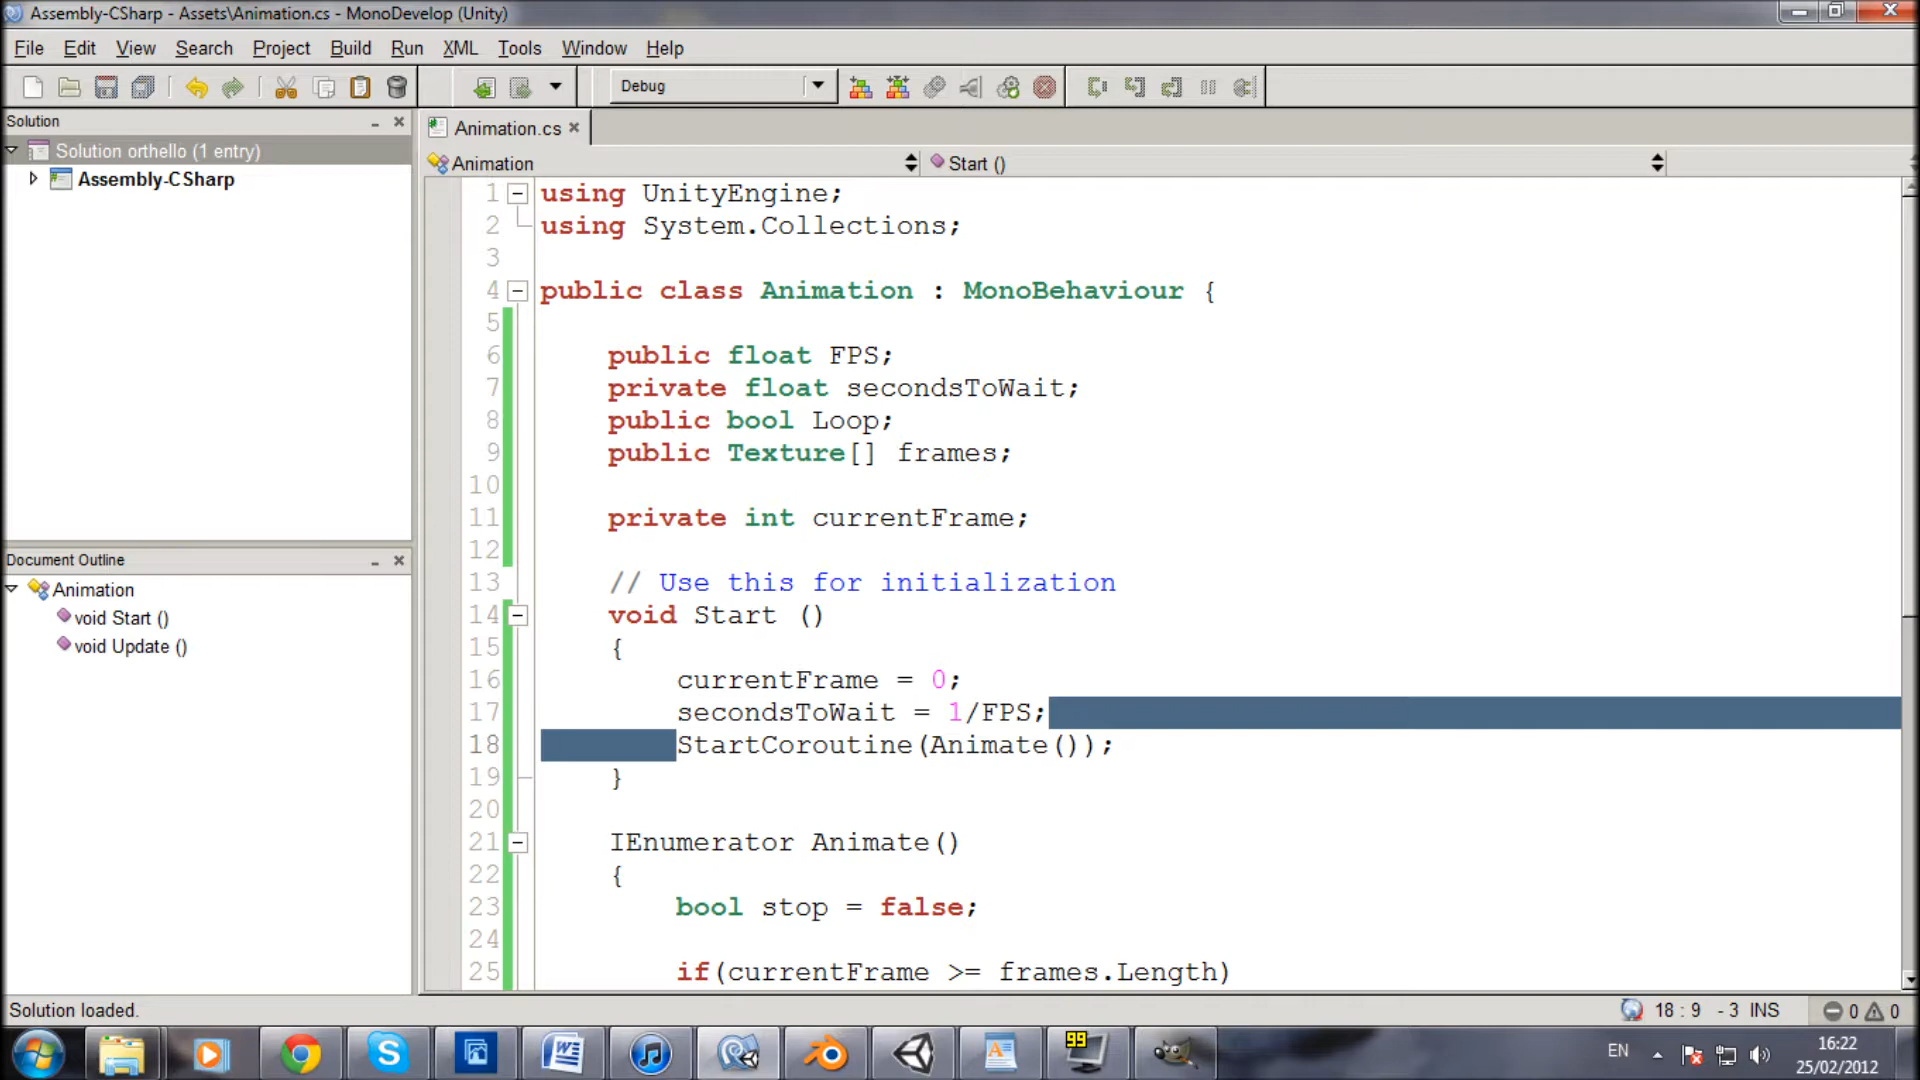 Assembly-CSharp - Assets\Animation.cs - MonoDevelop (Unity)
File Edit View Search Project Build Run XML Tools Window Help
Debug
Solution
Solution orthello (1 entry)
Assembly-CSharp
Document Outline
Animation
void Start ()
void Update ()
Animation.cs
Animation
Start ()
1 using UnityEngine;
2 using System.Collections;
3
4 public class Animation : MonoBehaviour {
5
6 public float FPS;
7 private float secondsToWait;
8 public bool Loop;
9 public Texture[] frames;
10
11 private int currentFrame;
12
13 // Use this for initialization
14 void Start ()
15 {
16 currentFrame = 0;
17 secondsToWait = 1/FPS;
18 StartCoroutine(Animate());
19 }
20
21 IEnumerator Animate()
22 {
23 bool stop = false;
24
25 if(currentFrame >= frames.Length)
Solution loaded.
18 : 9 - 3 INS
0 0
99
EN
16:22
25/02/2012